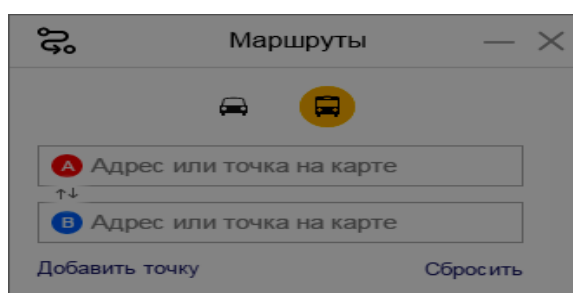 Маршруты
A Адрес или точка на карте
B Адрес или точка на карте
Добавить точку Сбросить